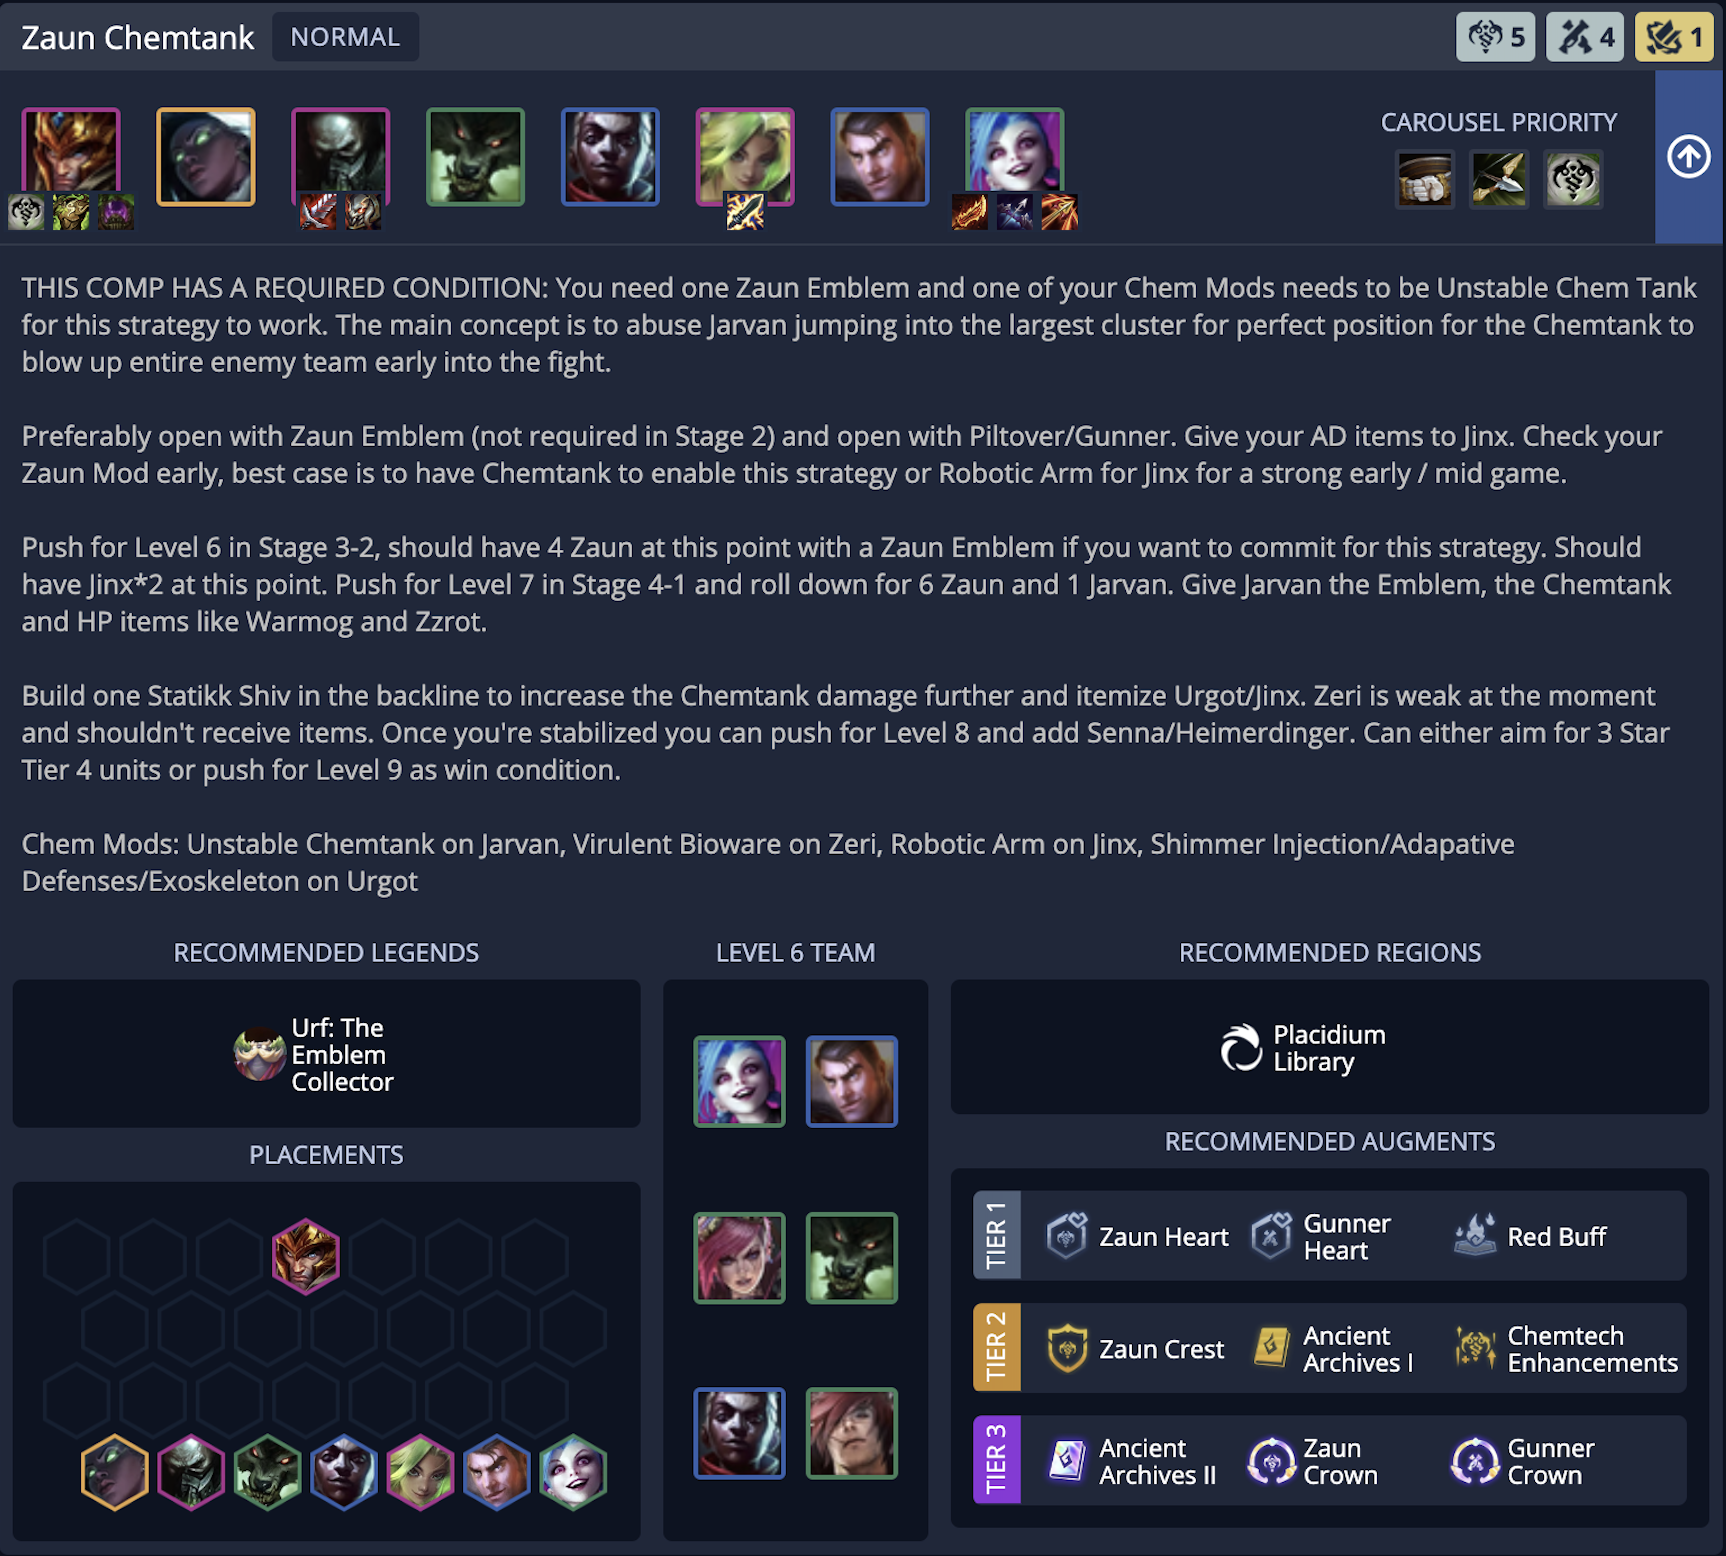 Zaun Chemtank NORMAL 5 4 1
CAROUSEL PRIORITY
THIS COMP HAS A REQUIRED CONDITION: You need one Zaun Emblem and one of your Chem Mods needs to be Unstable Chem Tank
for this strategy to work. The main concept is to abuse Jarvan jumping into the largest cluster for perfect position for the Chemtank to
blow up entire enemy team early into the fight.
Preferably open with Zaun Emblem (not required in Stage 2) and open with Piltover/Gunner. Give your AD items to Jinx. Check your
Zaun Mod early, best case is to have Chemtank to enable this strategy or Robotic Arm for Jinx for a strong early / mid game.
Push for Level 6 in Stage 3-2, should have 4 Zaun at this point with a Zaun Emblem if you want to commit for this strategy. Should
have Jinx*2 at this point. Push for Level 7 in Stage 4-1 and roll down for 6 Zaun and 1 Jarvan. Give Jarvan the Emblem, the Chemtank
and HP items like Warmog and Zzrot.
Build one Statikk Shiv in the backline to increase the Chemtank damage further and itemize Urgot/Jinx. Zeri is weak at the moment
and shouldn't receive items. Once you're stabilized you can push for Level 8 and add Senna/Heimerdinger. Can either aim for 3 Star
Tier 4 units or push for Level 9 as win condition.
Chem Mods: Unstable Chemtank on Jarvan, Virulent Bioware on Zeri, Robotic Arm on Jinx, Shimmer Injection/Adapative
Defenses/Exoskeleton on Urgot
RECOMMENDED LEGENDS
Urf: The
Emblem
Collector
PLACEMENTS
LEVEL 6 TEAM
RECOMMENDED REGIONS
Placidium
Library
RECOMMENDED AUGMENTS
TIER 1
Zaun Heart
Gunner
Heart
Red Buff
TIER 2
Zaun Crest
Ancient
Archives I
Chemtech
Enhancements
TIER 3
Ancient
Archives II
Zaun
Crown
Gunner
Crown